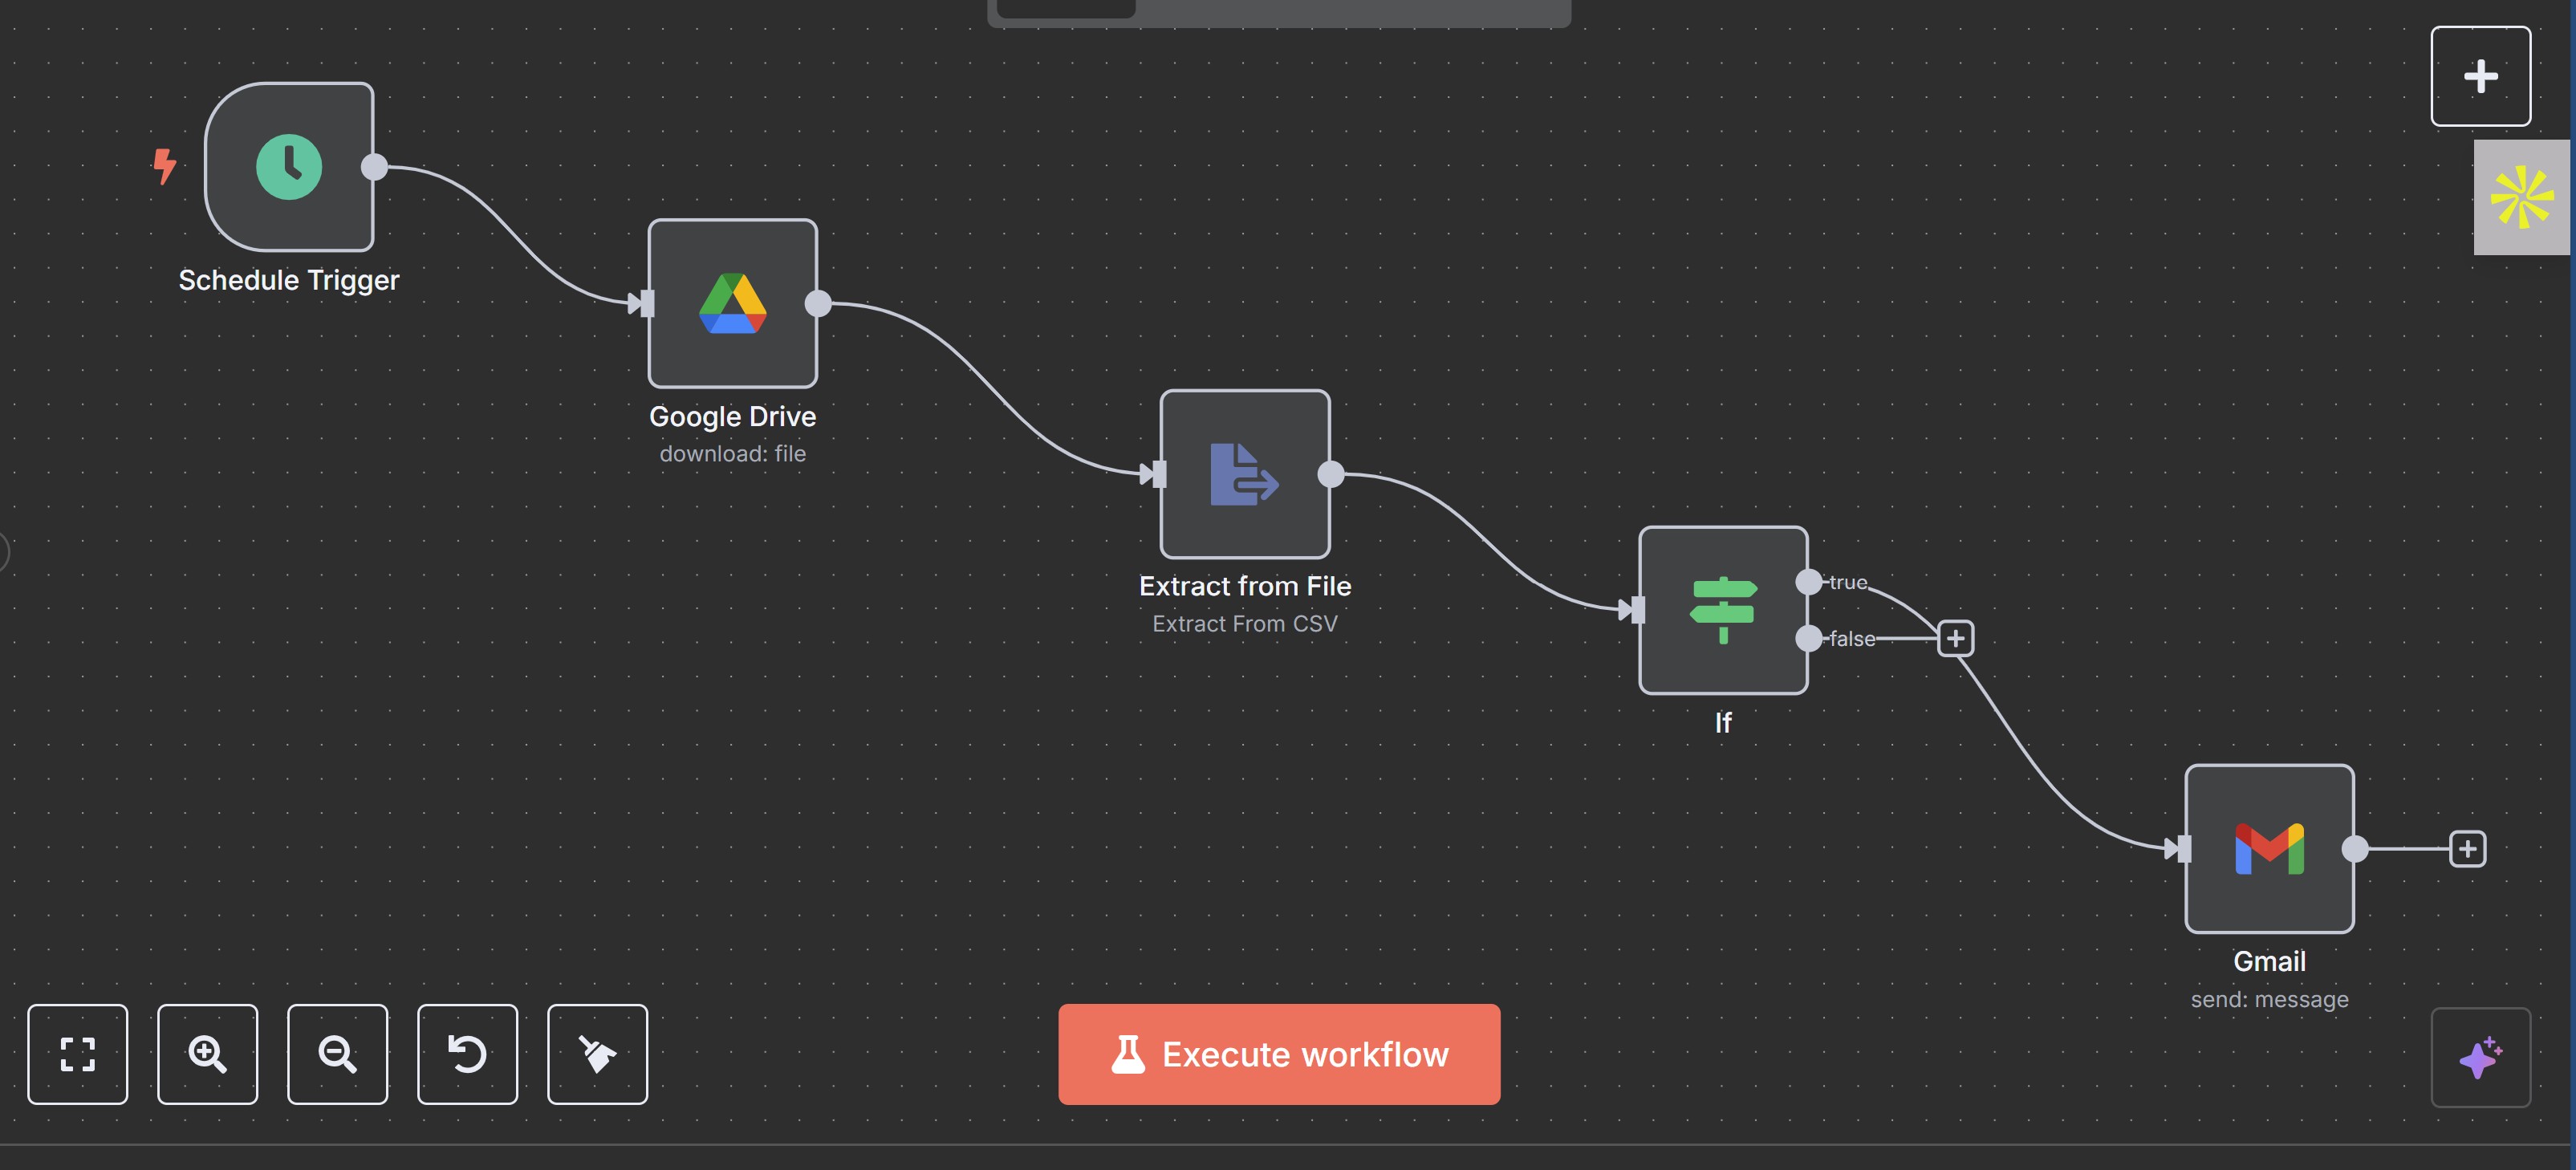 Schedule Trigger
Google Drive
download: file
Extract from File
Extract From CSV
true
false
If
Gmail
send: message
Execute workflow